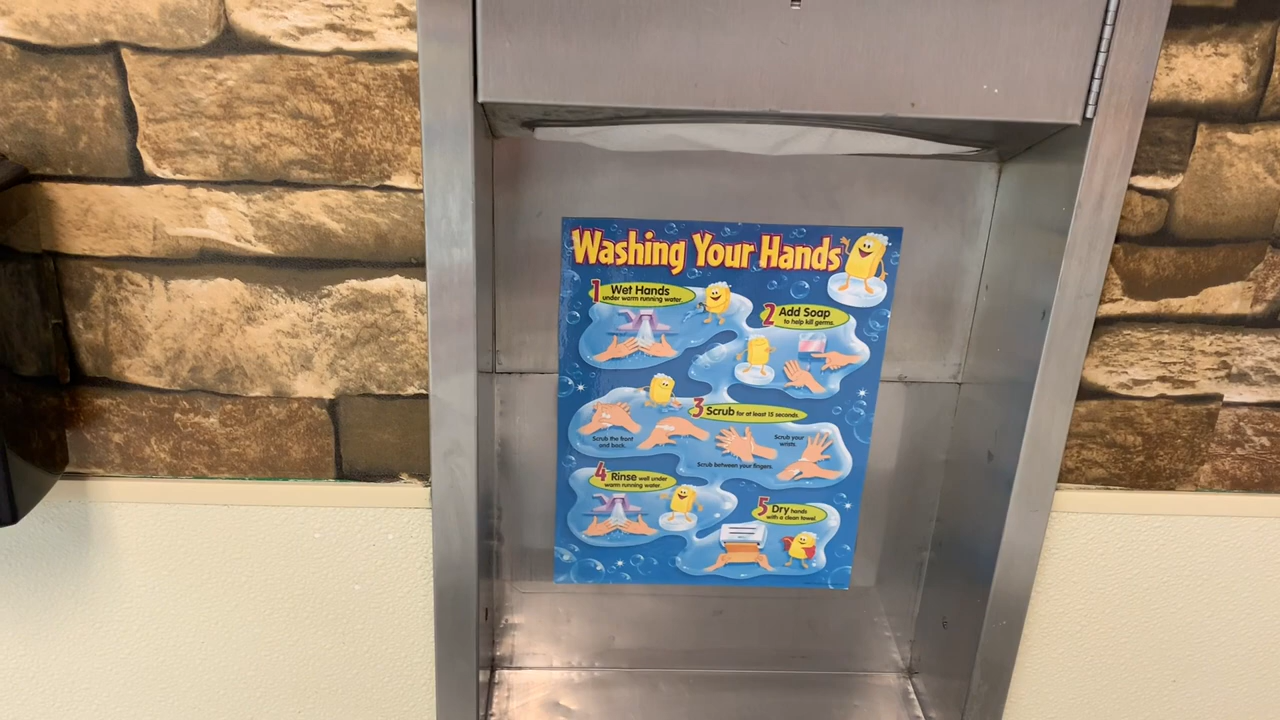 Washing Your Hands
1 Wet Hands
under warm running water.
2 Add Soap
to help kill germs.
3 Scrub for at least 15 seconds.
Scrub the front
and back.
Scrub your
wrists.
Scrub between your fingers.
4 Rinse well under
warm running water.
5 Dry hands
with a clean towel.